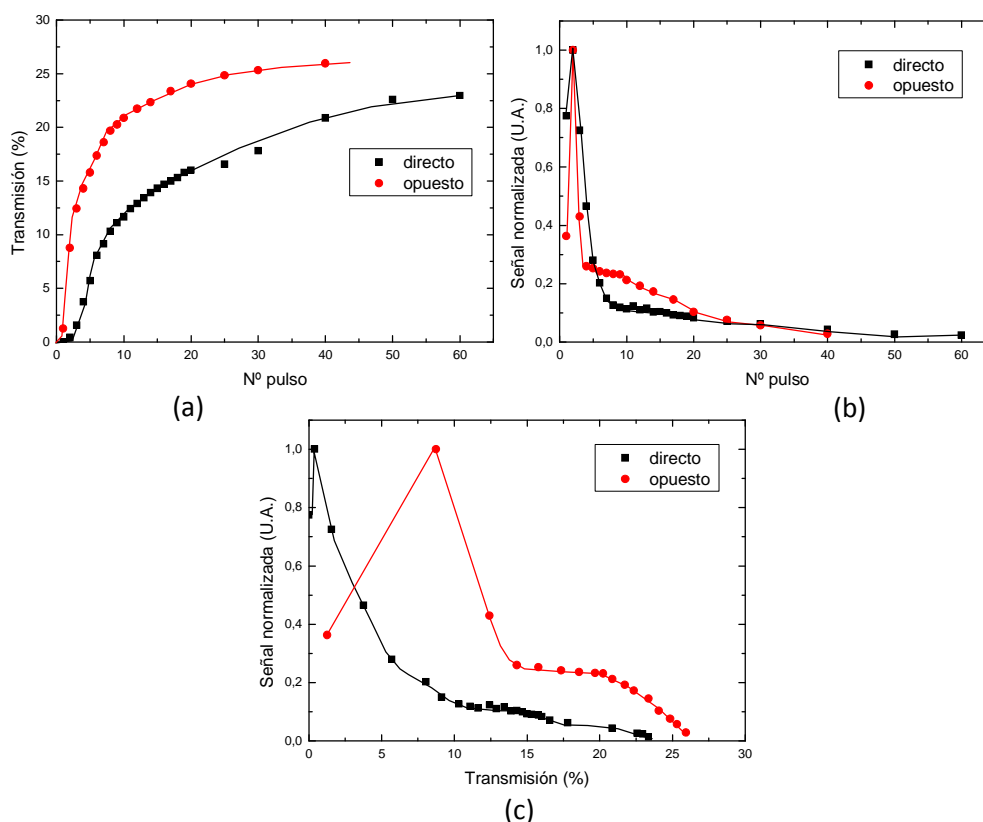 30
25
20
15
10
5
0
Transmisión (%)
0 10 20 30 40 50 60
Nº pulso
directo
opuesto
(a)
1,0
0,8
0,6
0,4
0,2
0,0
Señal normalizada (U.A.)
0 10 20 30 40 50 60
Nº pulso
directo
opuesto
(b)
1,0
0,8
0,6
0,4
0,2
0,0
Señal normalizada (U.A.)
0 5 10 15 20 25 30
Transmisión (%)
directo
opuesto
(c)